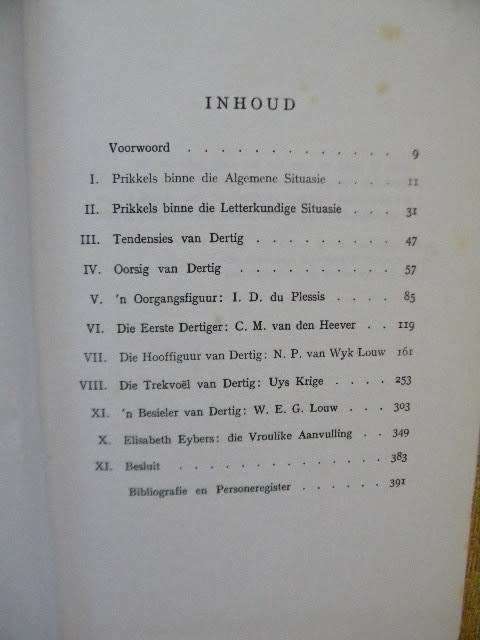 INHOUD
Voorwoord . . . . . . . . . . . . . 9
I. Prikkels binne die Algemene Situasie . . . . 11
II. Prikkels binne die Letterkundige Situasie . . . 31
III. Tendensies van Dertig . . . . . . . . . 47
IV. Oorsig van Dertig . . . . . . . . . . 57
V. 'n Oorgangsfiguur: I. D. du Plessis . . . . 85
VI. Die Eerste Dertiger: C. M. van den Heever . . 119
VII. Die Hooffiguur van Dertig: N. P. van Wyk Louw 161
VIII. Die Trekvoël van Dertig: Uys Krige . . . . 253
XI. 'n Besieler van Dertig: W. E. G. Louw . . . 303
X. Elisabeth Eybers: die Vroulike Aanvulling . . 349
XI. Besluit . . . . . . . . . . . . . 383
Bibliografie en Personeregister . . . . . . 391